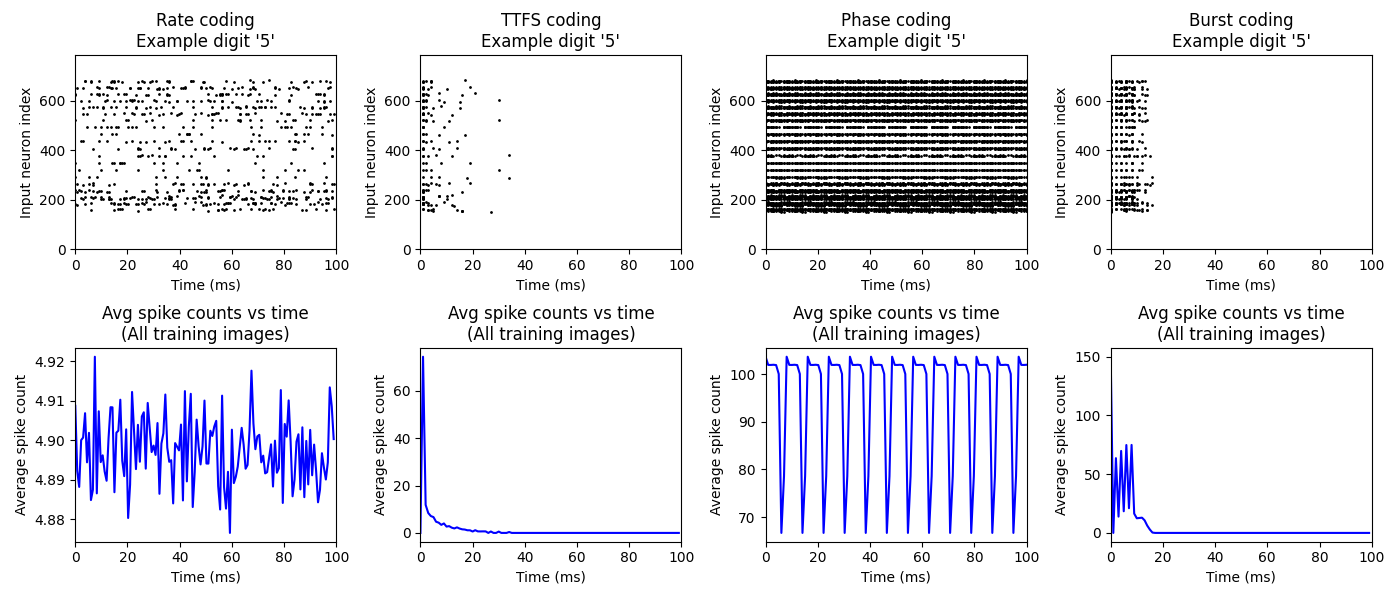 Rate coding
Example digit '5'
Input neuron index
600
400
200
0
0 20 40 60 80 100
Time (ms)
TTFS coding
Example digit '5'
Input neuron index
600
400
200
0
0 20 40 60 80 100
Time (ms)
Phase coding
Example digit '5'
Input neuron index
600
400
200
0
0 20 40 60 80 100
Time (ms)
Burst coding
Example digit '5'
Input neuron index
600
400
200
0
0 20 40 60 80 100
Time (ms)
Avg spike counts vs time
(All training images)
Average spike count
4.92
4.91
4.90
4.89
4.88
0 20 40 60 80 100
Time (ms)
Avg spike counts vs time
(All training images)
Average spike count
60
40
20
0
0 20 40 60 80 100
Time (ms)
Avg spike counts vs time
(All training images)
Average spike count
100
90
80
70
0 20 40 60 80 100
Time (ms)
Avg spike counts vs time
(All training images)
Average spike count
150
100
50
0
0 20 40 60 80 100
Time (ms)